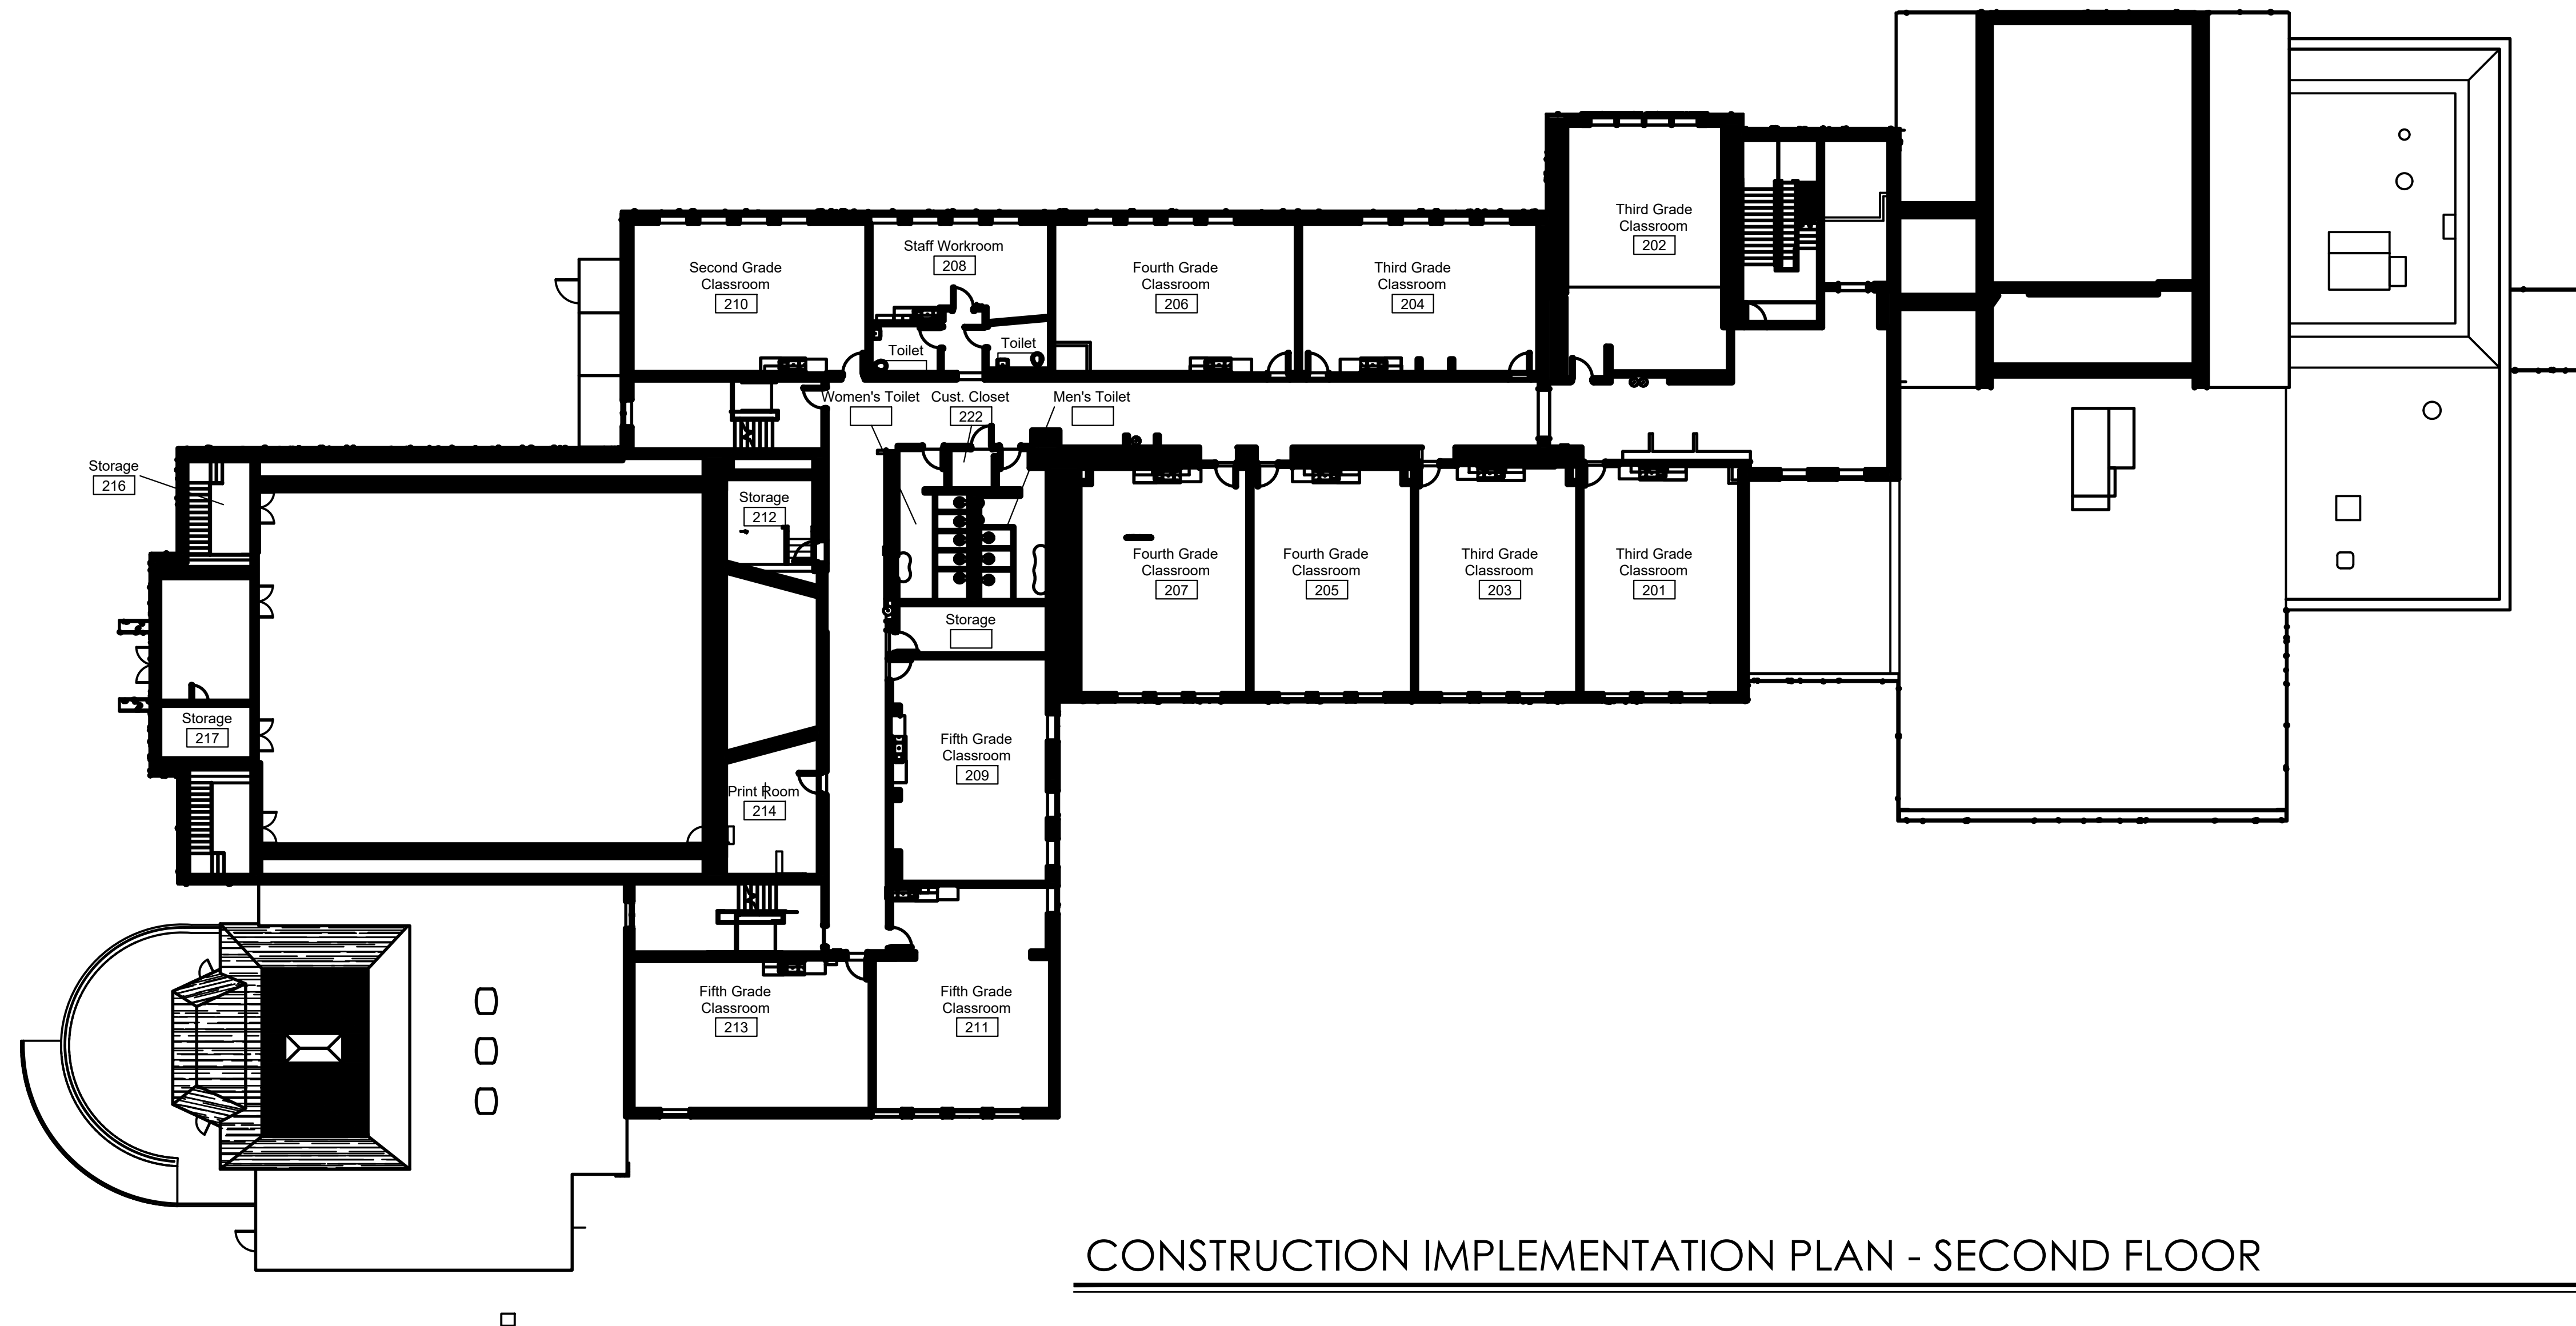 Third Grade
Classroom
202
Staff Workroom
208
Second Grade
Classroom
210
Fourth Grade
Classroom
206
Third Grade
Classroom
204
Toilet
Toilet
Women's Toilet
Cust. Closet
222
Men's Toilet
Storage
216
Storage
212
Fourth Grade
Classroom
207
Fourth Grade
Classroom
205
Third Grade
Classroom
203
Third Grade
Classroom
201
Storage
Storage
217
Fifth Grade
Classroom
209
Print Room
214
Fifth Grade
Classroom
213
Fifth Grade
Classroom
211
CONSTRUCTION IMPLEMENTATION PLAN - SECOND FLOOR